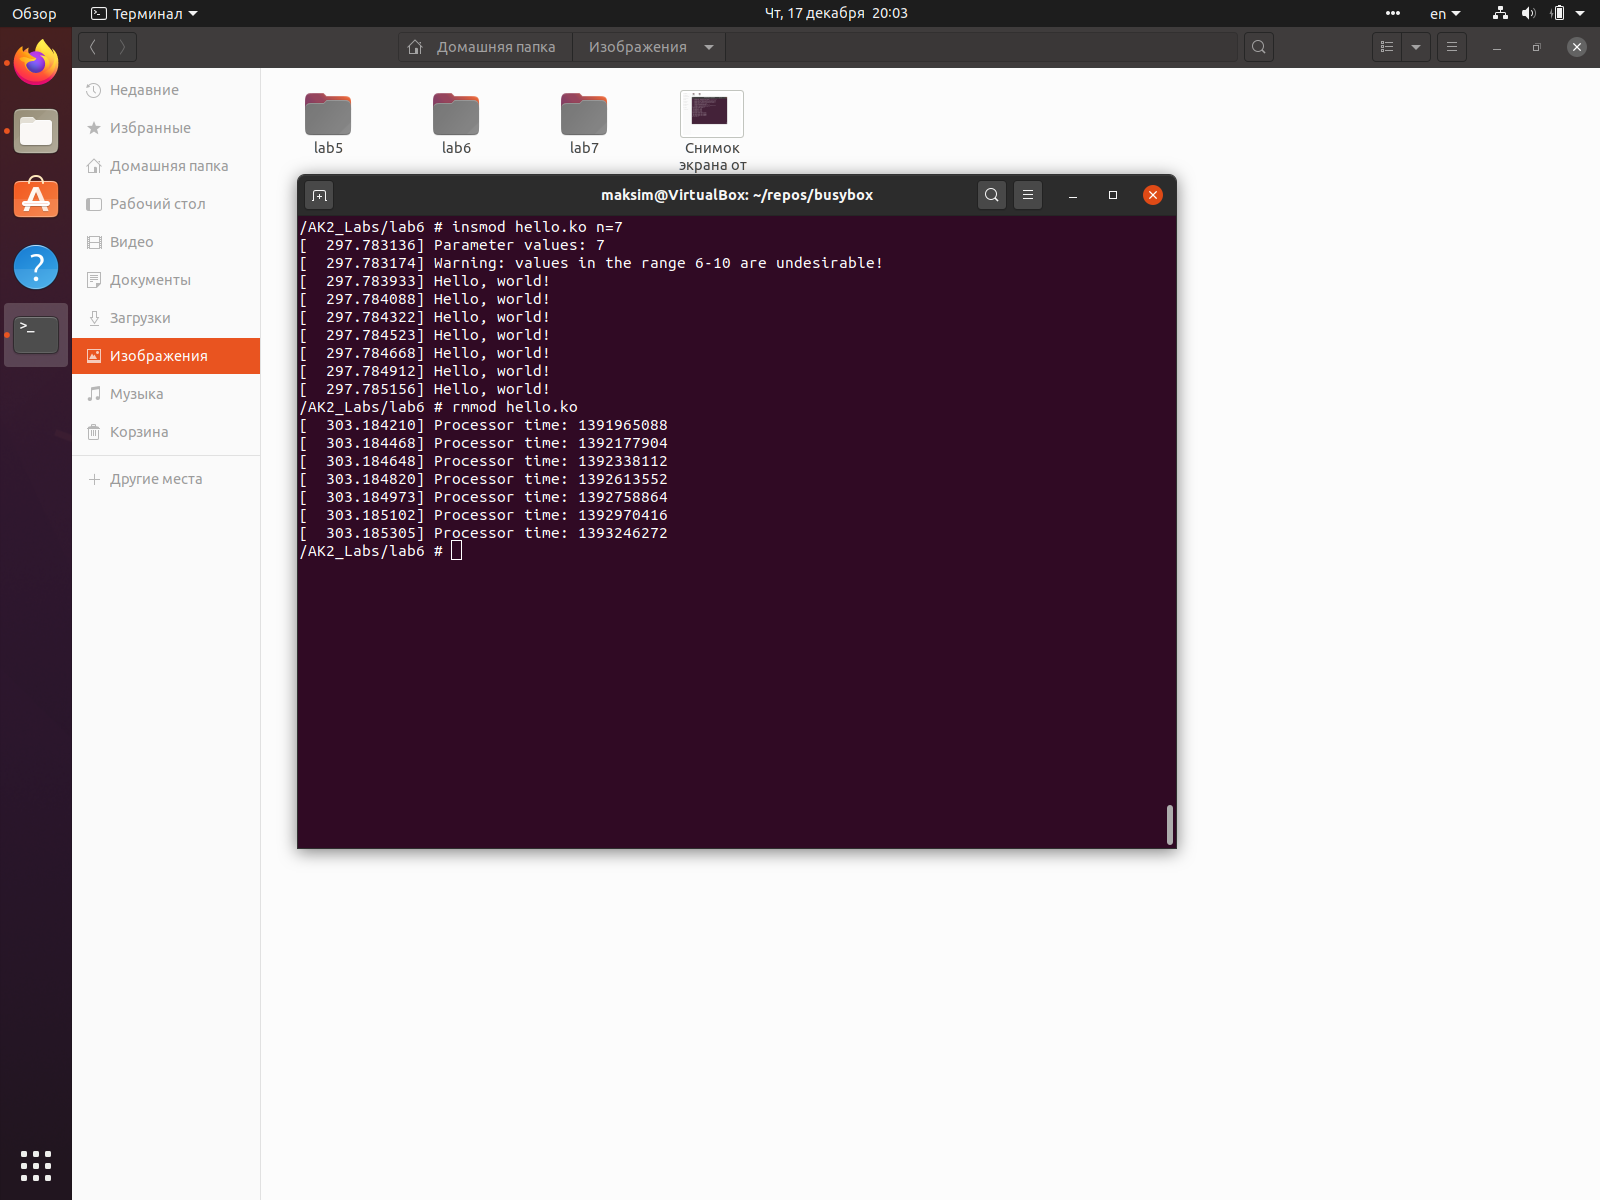 Обзор
Терминал
Чт, 17 декабря 20:03
en
Домашняя папка
Изображения
Недавние
Избранные
Домашняя папка
Рабочий стол
Видео
Документы
Загрузки
Изображения
Музыка
Корзина
Другие места
lab5
lab6
lab7
Снимок
экрана от
maksim@VirtualBox: ~/repos/busybox
/AK2_Labs/lab6 # insmod hello.ko n=7
[  297.783136] Parameter values: 7
[  297.783174] Warning: values in the range 6-10 are undesirable!
[  297.783933] Hello, world!
[  297.784088] Hello, world!
[  297.784322] Hello, world!
[  297.784523] Hello, world!
[  297.784668] Hello, world!
[  297.784912] Hello, world!
[  297.785156] Hello, world!
/AK2_Labs/lab6 # rmmod hello.ko
[  303.184210] Processor time: 1391965088
[  303.184468] Processor time: 1392177904
[  303.184648] Processor time: 1392338112
[  303.184820] Processor time: 1392613552
[  303.184973] Processor time: 1392758864
[  303.185102] Processor time: 1392970416
[  303.185305] Processor time: 1393246272
/AK2_Labs/lab6 #